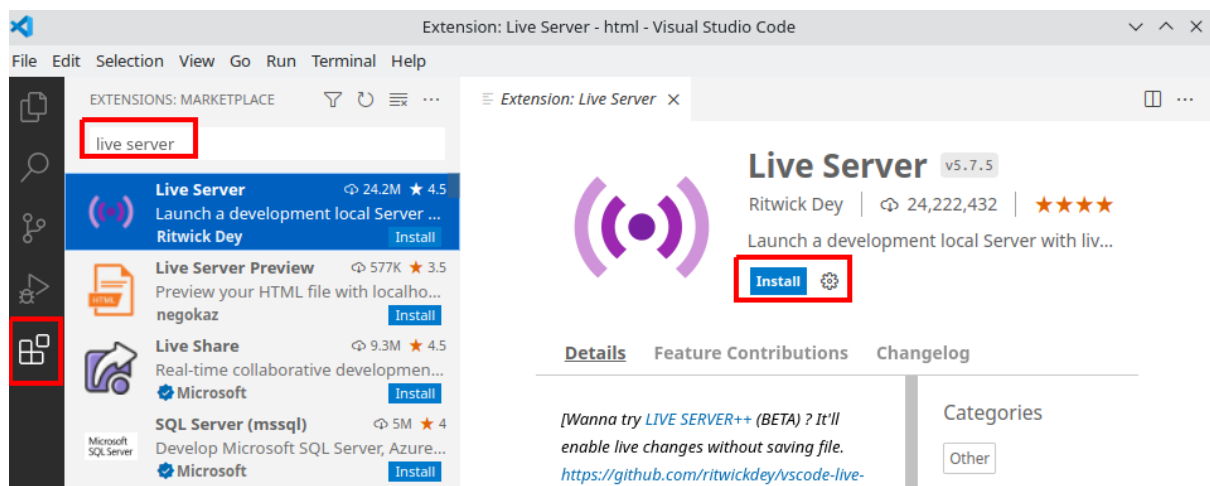 Extension: Live Server - html - Visual Studio Code
File Edit Selection View Go Run Terminal Help
EXTENSIONS: MARKETPLACE
live server
Live Server 24.2M ★ 4.5
Launch a development local Server ...
Ritwick Dey Install
Live Server Preview 577K ★ 3.5
Preview your HTML file with localho...
negokaz Install
Live Share 9.3M ★ 4.5
Real-time collaborative developmen...
Microsoft Install
SQL Server (mssql) 5M ★ 4
Develop Microsoft SQL Server, Azure...
Microsoft Install
HTML
Microsoft
SQL Server
Extension: Live Server
Live Server v5.7.5
Ritwick Dey 24,222,432 ★★★★
Launch a development local Server with liv...
Install
Details Feature Contributions Changelog
[Wanna try LIVE SERVER++ (BETA) ? It'll
enable live changes without saving file.
https://github.com/ritwickdey/vscode-live-
Categories
Other